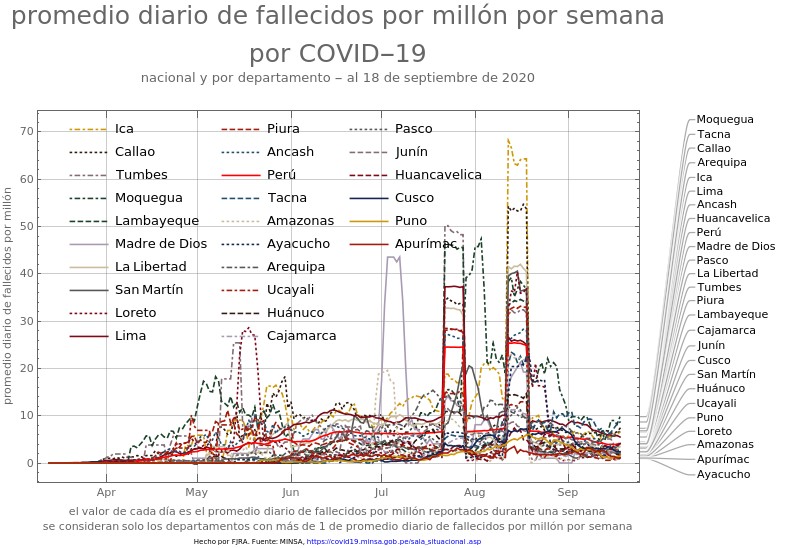 promedio diario de fallecidos por millón por semana
por COVID−19
nacional y por departamento − al 18 de septiembre de 2020
promedio diario de fallecidos por millón
70
60
50
40
30
20
10
0
Ica
Callao
Tumbes
Moquegua
Lambayeque
Madre de Dios
La Libertad
San Martín
Loreto
Lima
Piura
Ancash
Perú
Tacna
Amazonas
Ayacucho
Arequipa
Ucayali
Huánuco
Cajamarca
Pasco
Junín
Huancavelica
Cusco
Puno
Apurímac
Moquegua
Tacna
Callao
Arequipa
Ica
Lima
Ancash
Huancavelica
Perú
Madre de Dios
Pasco
La Libertad
Tumbes
Piura
Lambayeque
Cajamarca
Junín
Cusco
San Martín
Huánuco
Ucayali
Puno
Loreto
Amazonas
Apurímac
Ayacucho
Apr May Jun Jul Aug Sep
el valor de cada día es el promedio diario de fallecidos por millón reportados durante una semana
se consideran solo los departamentos con más de 1 de promedio diario de fallecidos por millón por semana
Hecho por FJRA. Fuente: MINSA, https://covid19.minsa.gob.pe/sala_situacional.asp